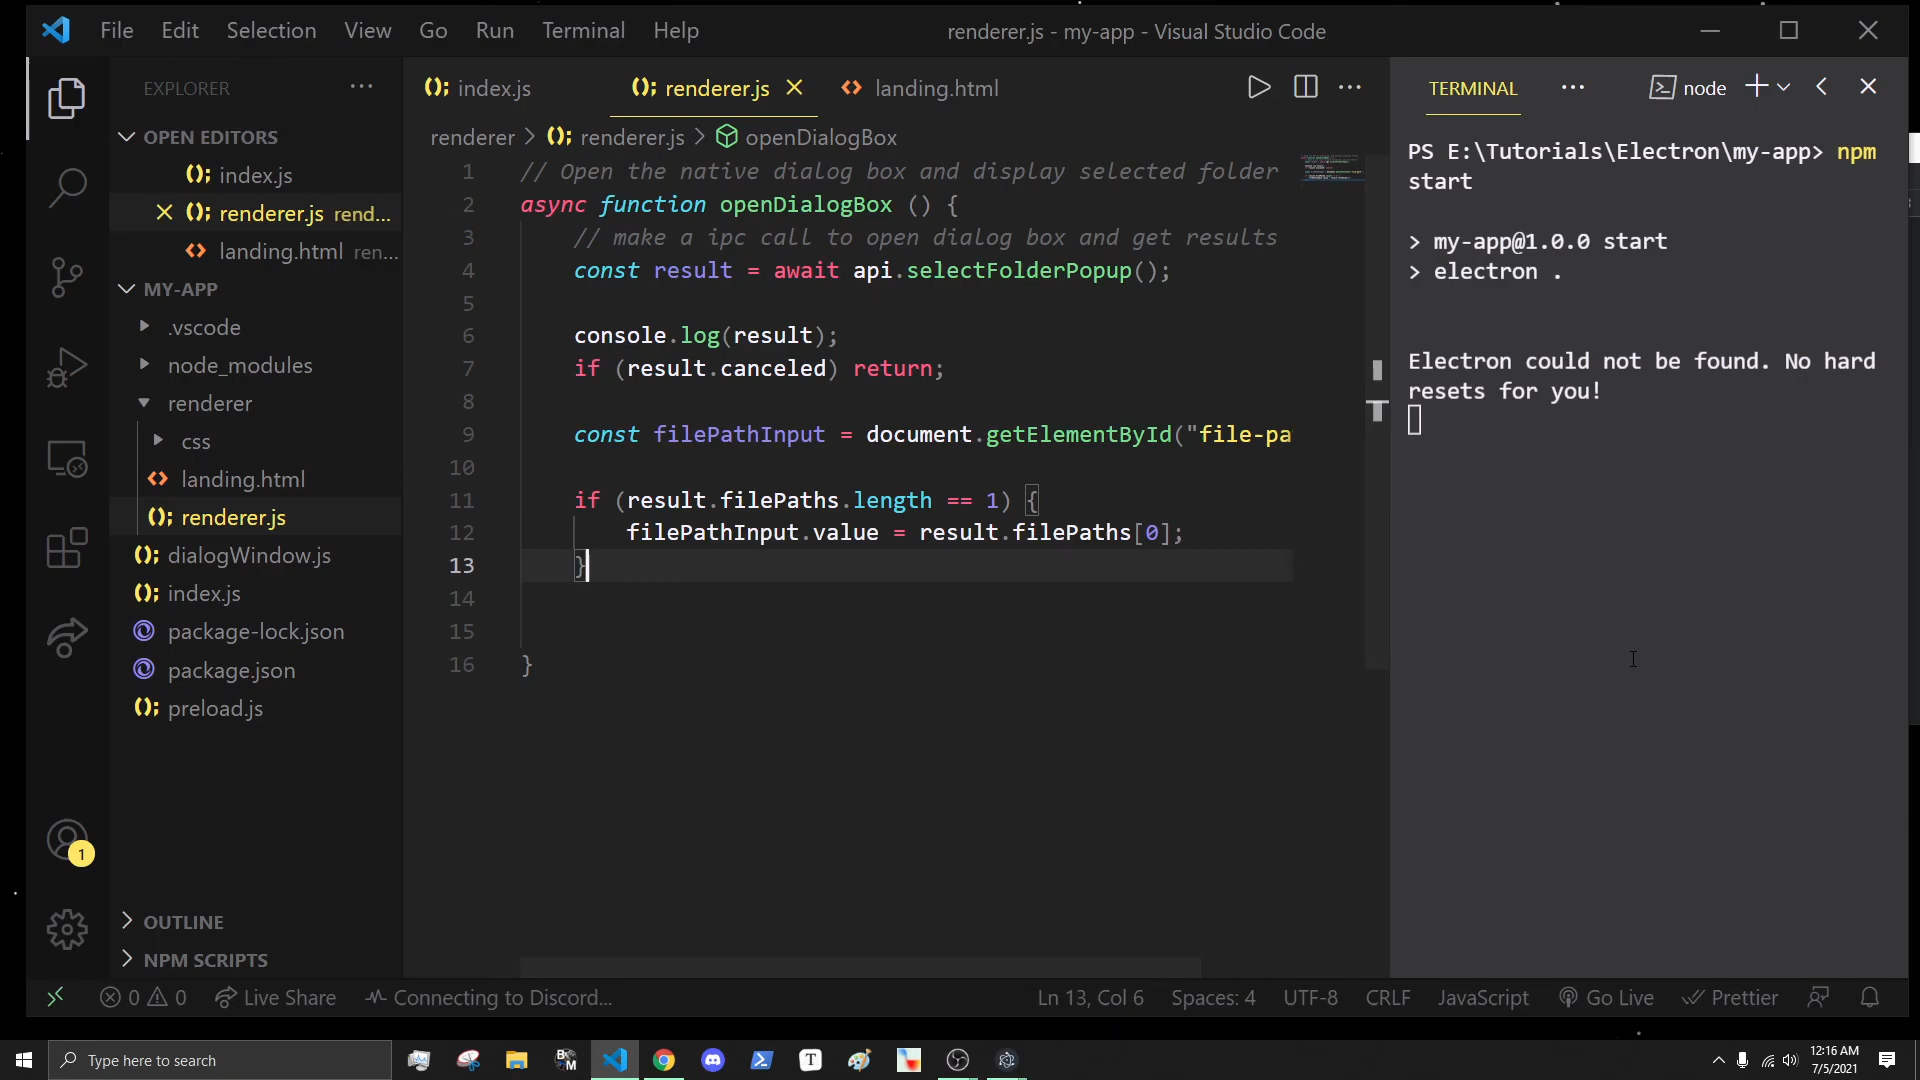 File Edit Selection View Go Run Terminal Help
renderer.js - my-app - Visual Studio Code
EXPLORER
OPEN EDITORS
index.js
renderer.js rend...
landing.html ren...
MY-APP
.vscode
node_modules
renderer
css
landing.html
renderer.js
dialogWindow.js
index.js
package-lock.json
package.json
preload.js
1
OUTLINE
NPM SCRIPTS
index.js
renderer.js
landing.html
renderer > renderer.js > openDialogBox
1 // Open the native dialog box and display selected folder
2 async function openDialogBox () {
3 // make a ipc call to open dialog box and get results
4 const result = await api.selectFolderPopup();
5
6 console.log(result);
7 if (result.canceled) return;
8
9 const filePathInput = document.getElementById("file-pa
10
11 if (result.filePaths.length == 1) {
12 filePathInput.value = result.filePaths[0];
13 }
14
15
16 }
TERMINAL
node
PS E:\Tutorials\Electron\my-app> npm
start
> my-app@1.0.0 start
> electron .
Electron could not be found. No hard
resets for you!
0 0 Live Share Connecting to Discord...
Ln 13, Col 6 Spaces: 4 UTF-8 CRLF JavaScript Go Live Prettier
Type here to search
12:16 AM
7/5/2021